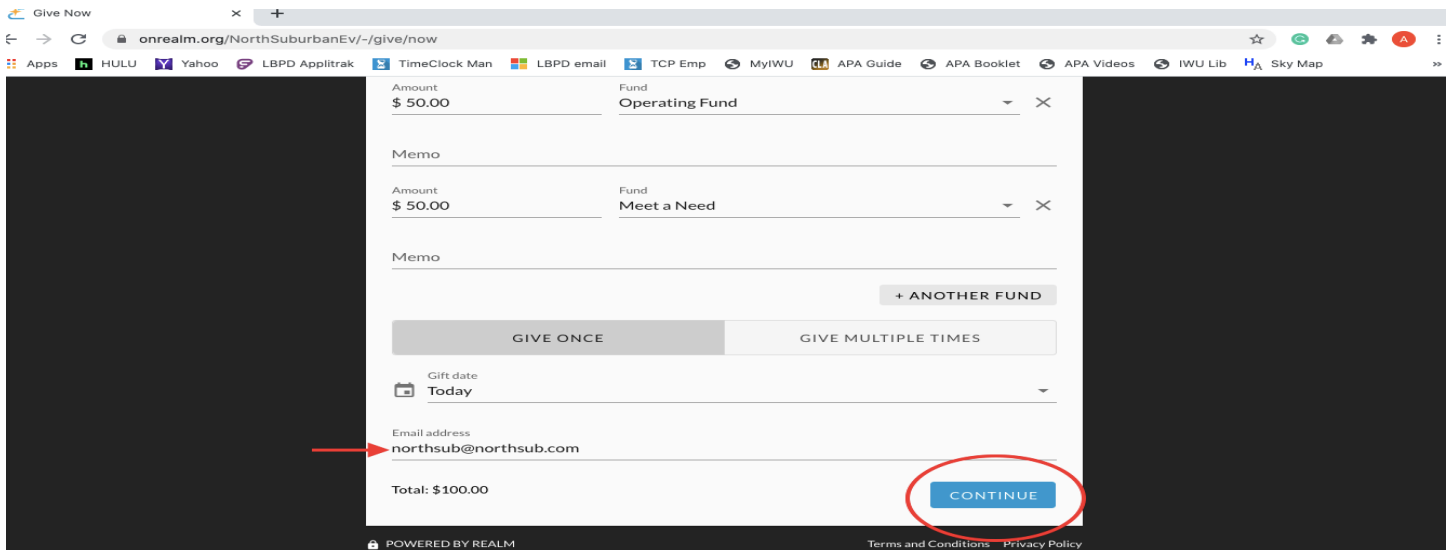 Give Now
onrealm.org/NorthSuburbanEv/-/give/now
A
Apps h HULU Y Yahoo LBPD Applitrak TimeClock Man LBPD email TCP Emp MyIWU CLA APA Guide APA Booklet APA Videos IWU Lib HA Sky Map »
Amount Fund
$ 50.00 Operating Fund
Memo
Amount Fund
$ 50.00 Meet a Need
Memo
+ ANOTHER FUND
GIVE ONCE GIVE MULTIPLE TIMES
Gift date
Today
Email address
northsub@northsub.com
Total: $100.00 CONTINUE
POWERED BY REALM Terms and Conditions Privacy Policy